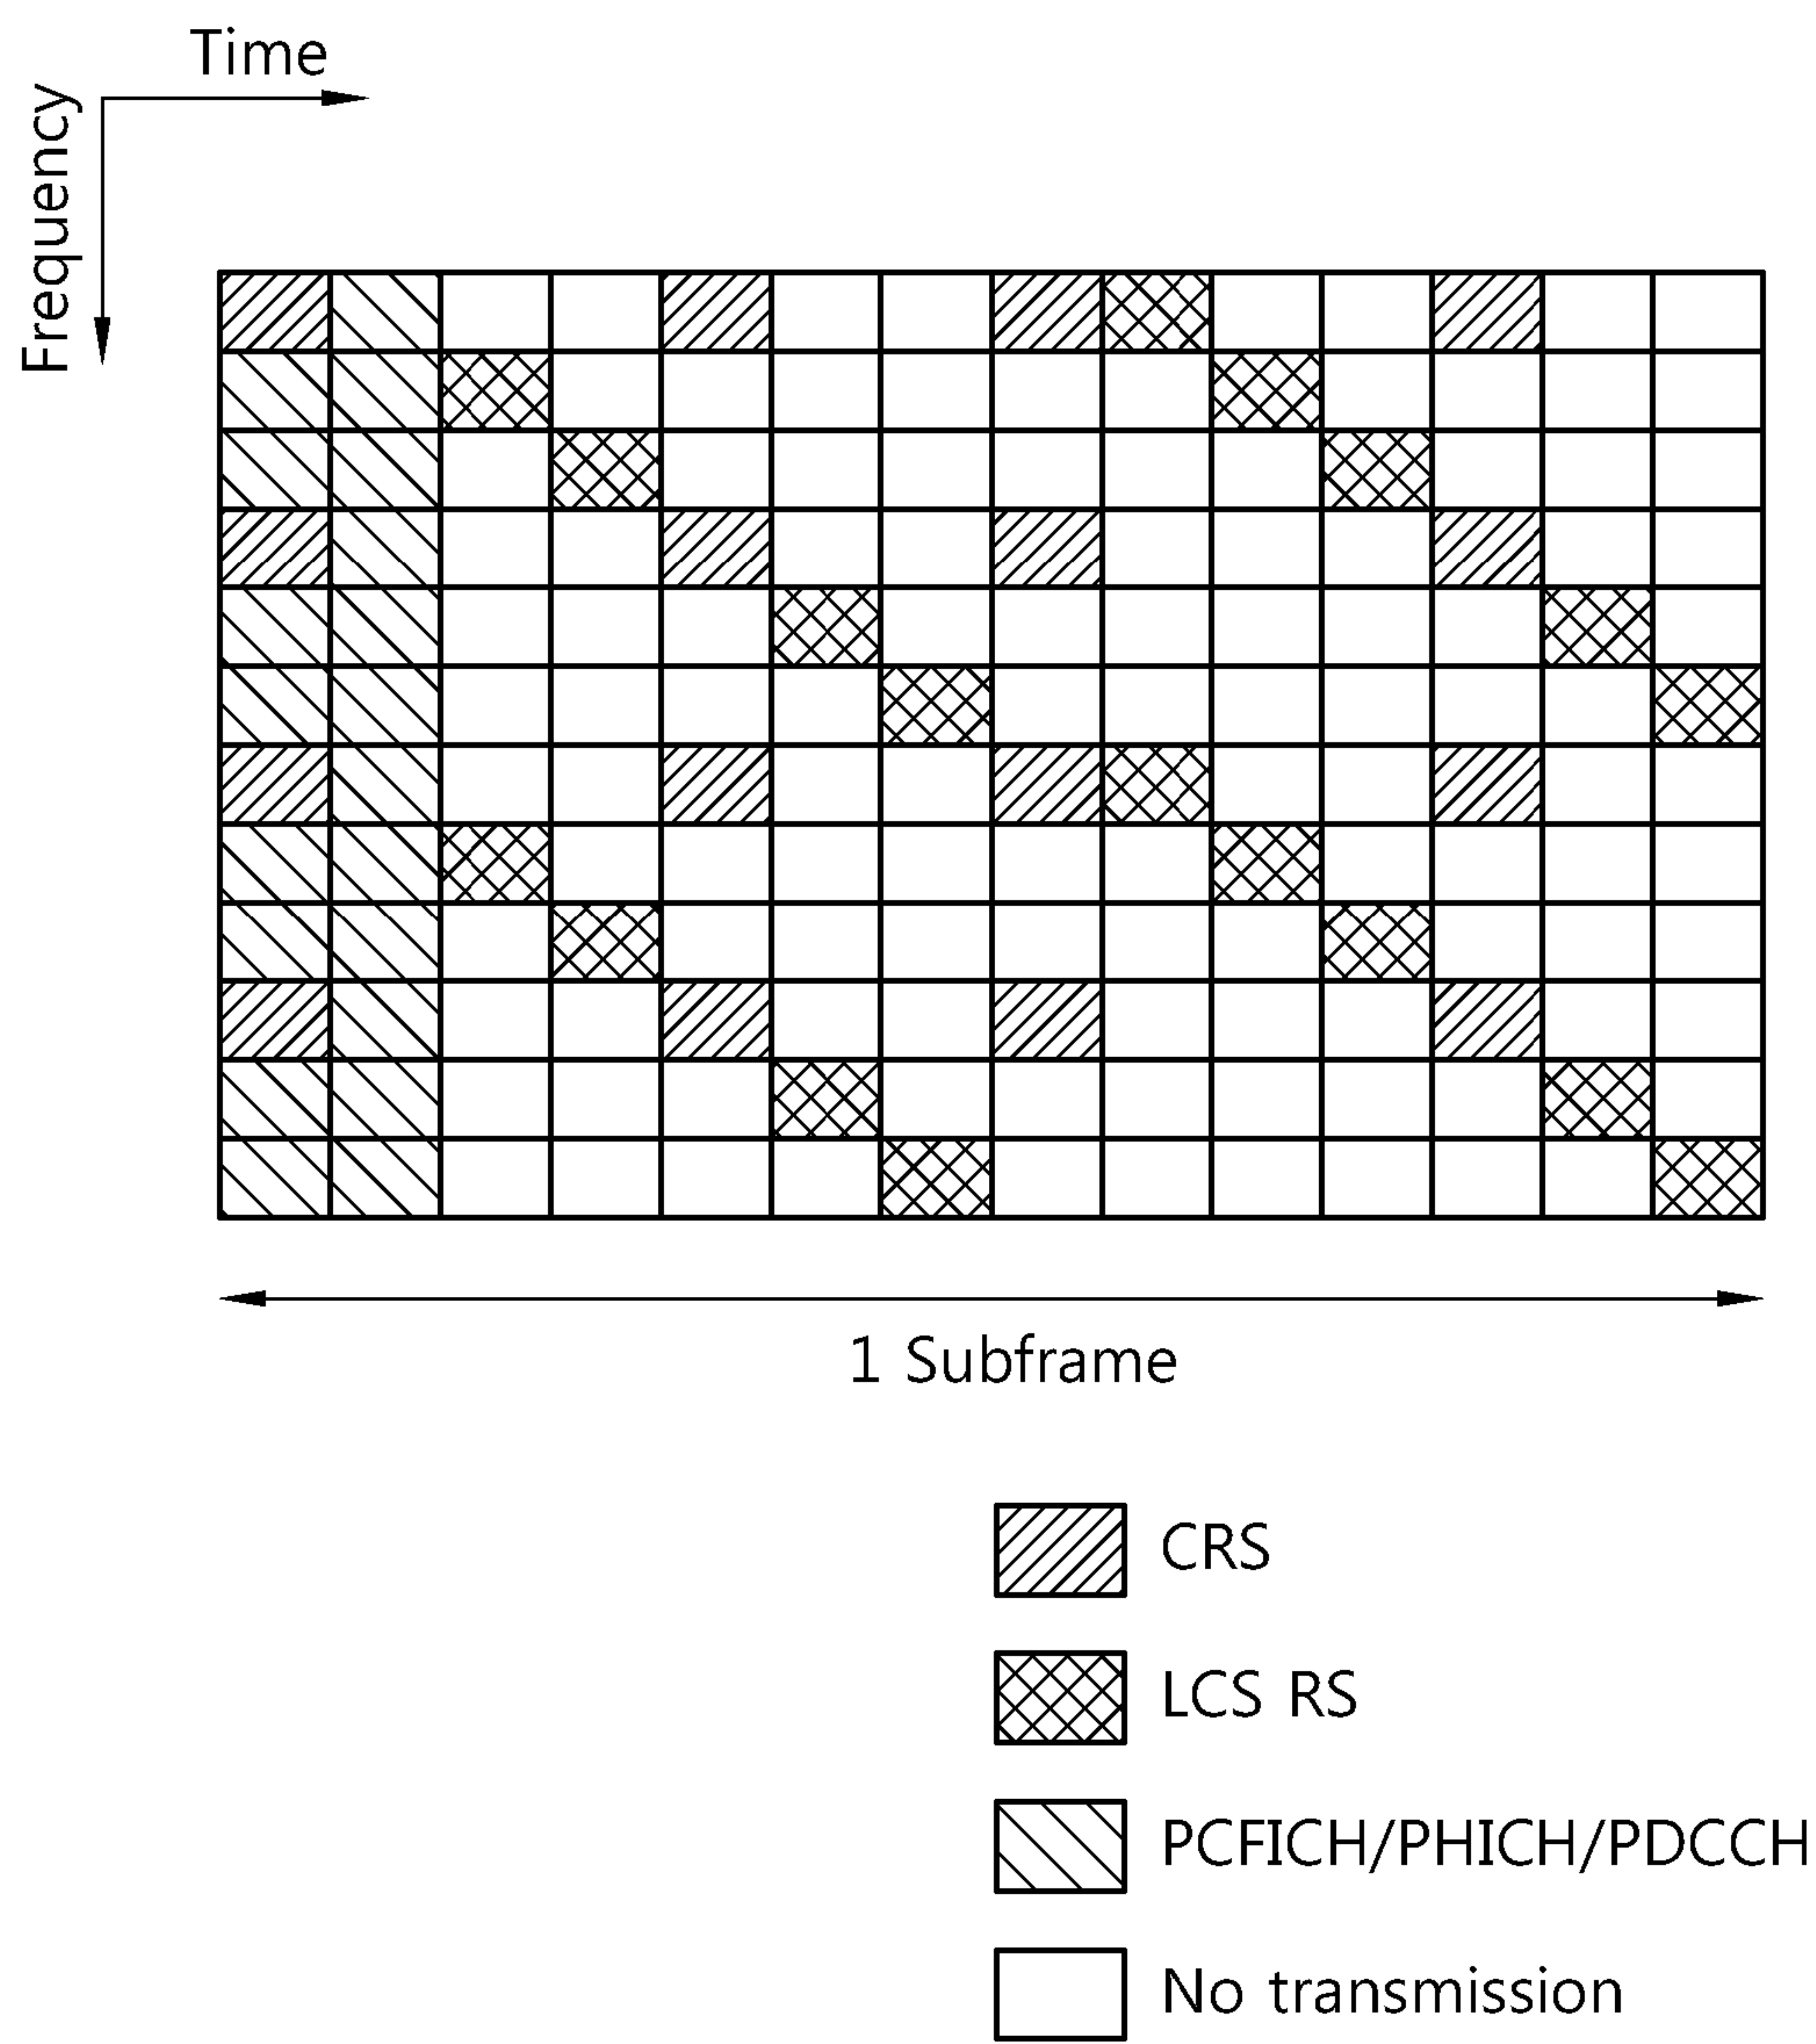 Time
Frequency
1 Subframe
CRS
LCS RS
PCFICH/PHICH/PDCCH
No transmission